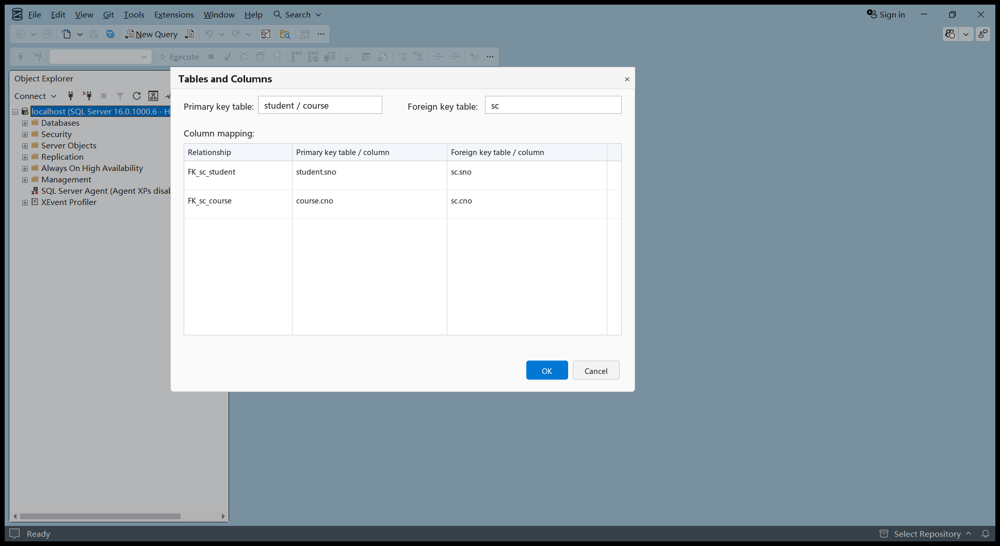 File Edit View Git Tools Extensions Window Help Search Sign in
New Query
Execute
Object Explorer
Connect
localhost (SQL Server 16.0.1000.6 - H
Databases
Security
Server Objects
Replication
Always On High Availability
Management
SQL Server Agent (Agent XPs disab
XEvent Profiler
Tables and Columns
Primary key table: student / course Foreign key table: sc
Column mapping:
Relationship Primary key table / column Foreign key table / column
FK_sc_student student.sno sc.sno
FK_sc_course course.cno sc.cno
OK Cancel
Ready Select Repository